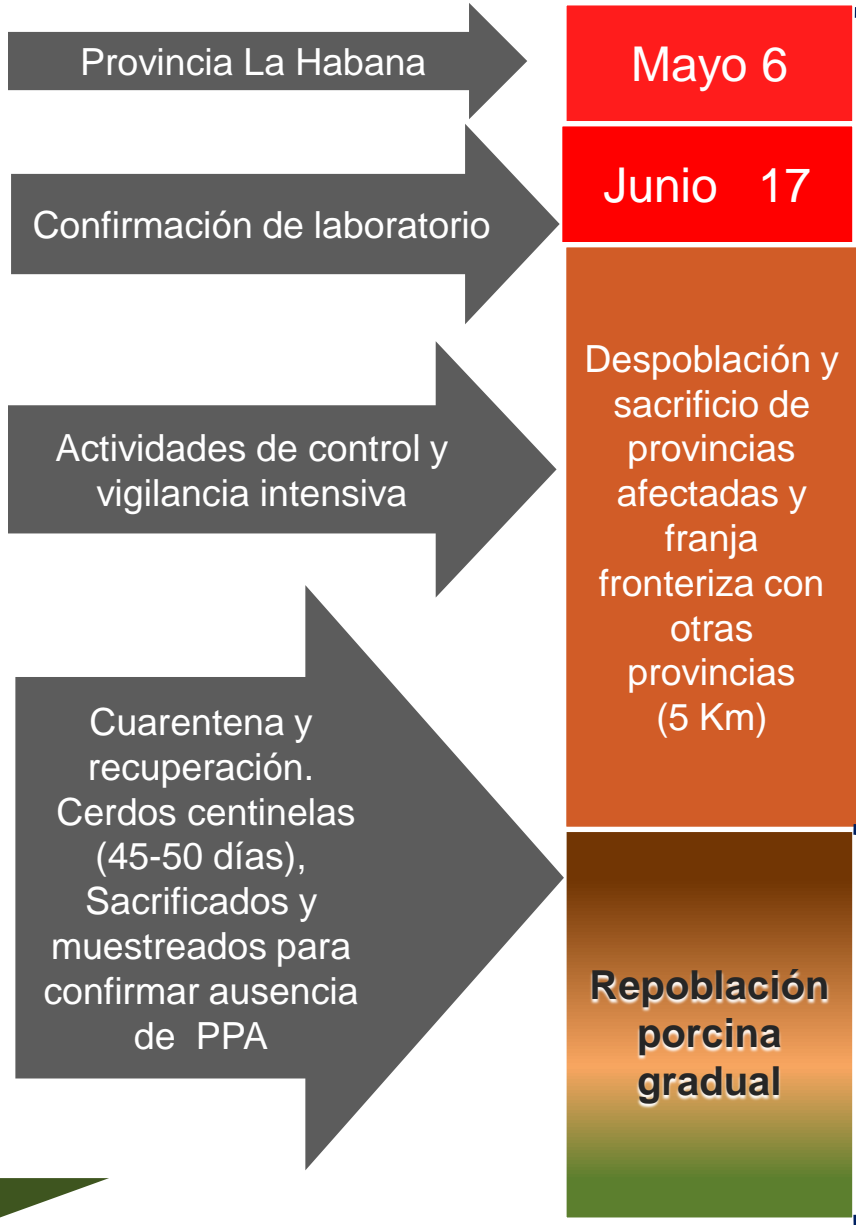 Provincia La Habana
Mayo 6
Confirmación de laboratorio
Junio 17
Actividades de control y
vigilancia intensiva
Despoblación y
sacrificio de
provincias
afectadas y
franja
fronteriza con
otras
provincias
(5 Km)
Cuarentena y
recuperación.
Cerdos centinelas
(45-50 días),
Sacrificados y
muestreados para
confirmar ausencia
de PPA
Repoblación
porcina
gradual